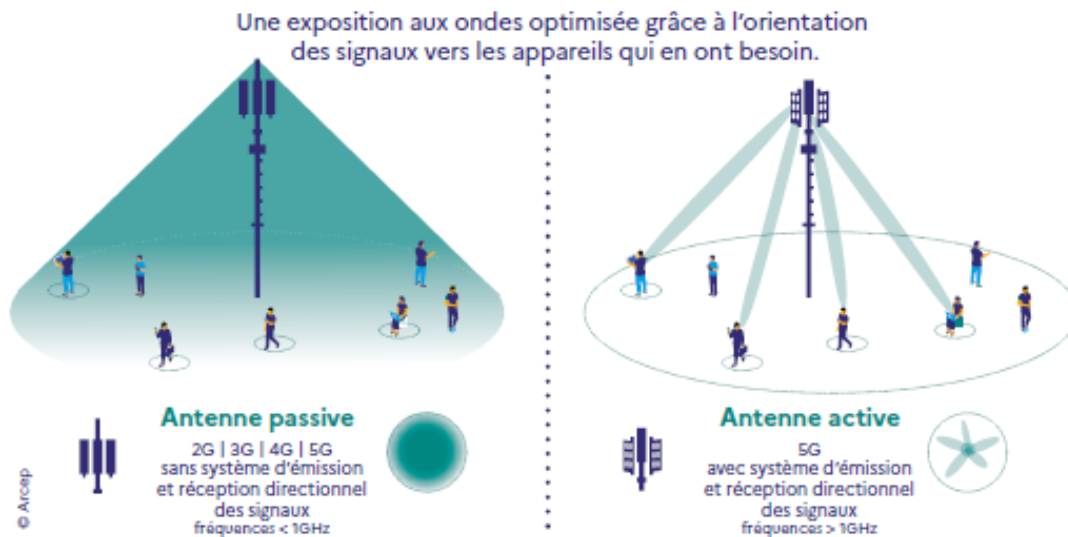 Une exposition aux ondes optimisée grâce à l'orientation
des signaux vers les appareils qui en ont besoin.
Antenne passive
2G | 3G | 4G | 5G
sans système d'émission
et réception directionnel
des signaux
fréquences < 1GHz
Antenne active
5G
avec système d'émission
et réception directionnel
des signaux
fréquences > 1GHz
© Arcep